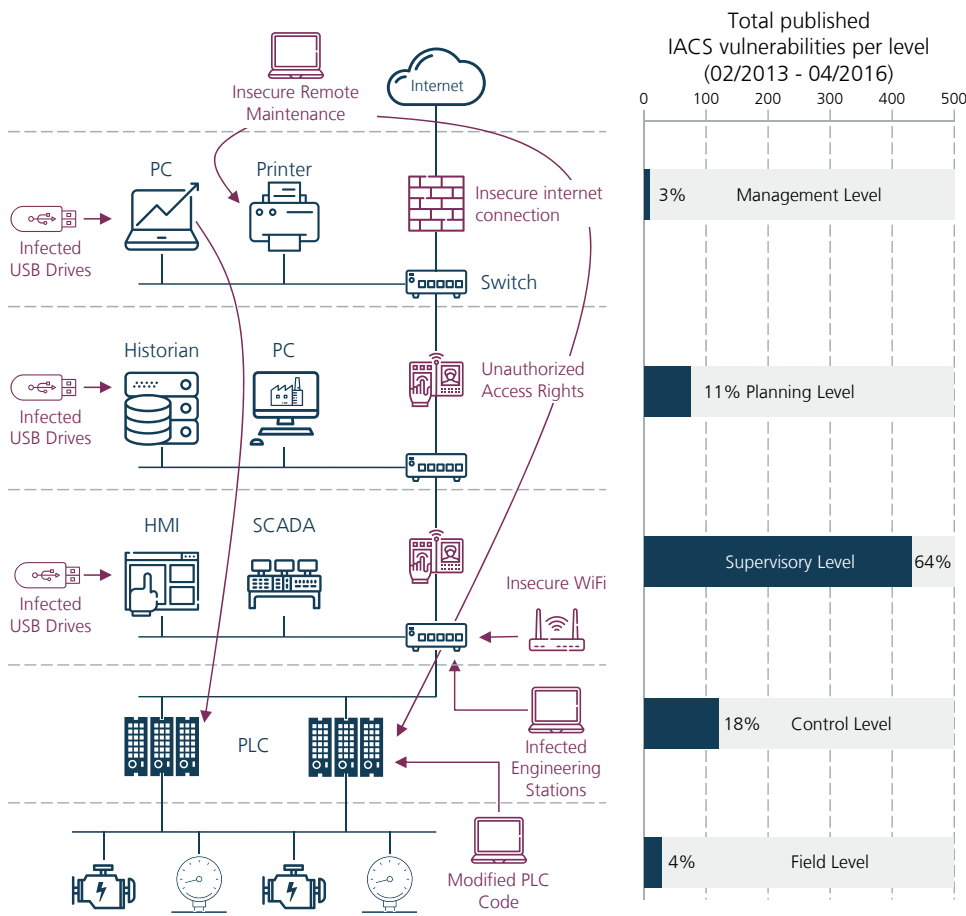 Total published
IACS vulnerabilities per level
(02/2013 - 04/2016)
0 100 200 300 400 500
Internet
Insecure Remote
Maintenance
PC
Printer
Insecure internet
connection
3%
Management Level
Infected
USB Drives
Switch
Historian
PC
Unauthorized
Access Rights
11% Planning Level
Infected
USB Drives
HMI
SCADA
Supervisory Level
64%
Insecure WiFi
Infected
USB Drives
PLC
18%
Control Level
Infected
Engineering
Stations
4%
Field Level
Modified PLC
Code